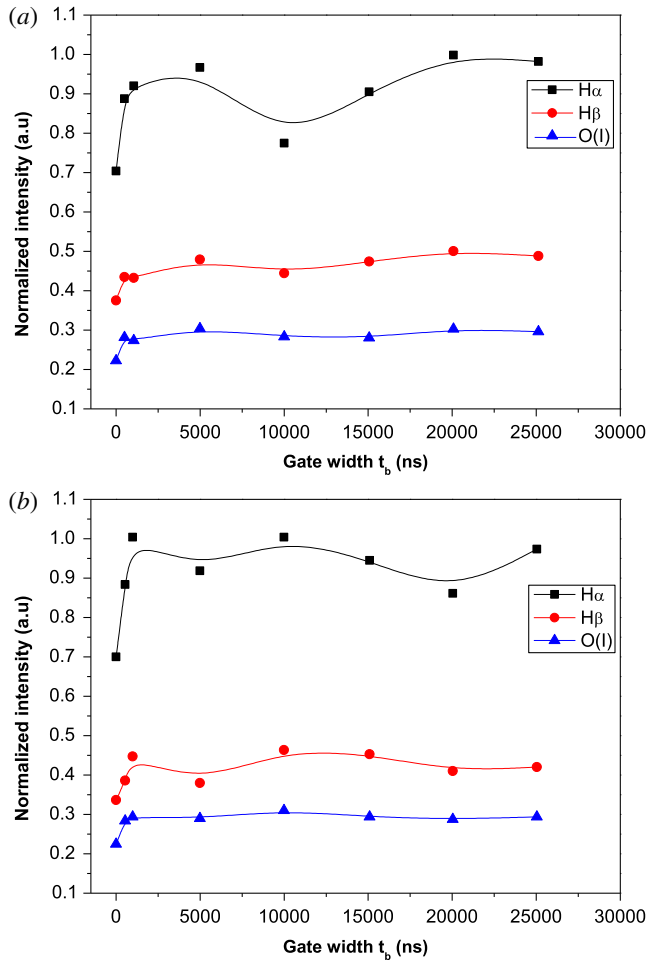 (a)
1.1
1.0
0.9
0.8
0.7
0.6
0.5
0.4
0.3
0.2
0.1
Normalized intensity (a.u)
Hα
Hβ
O(I)
0 5000 10000 15000 20000 25000 30000
Gate width t_b (ns)
(b)
1.1
1.0
0.9
0.8
0.7
0.6
0.5
0.4
0.3
0.2
0.1
Normalized intensity (a.u)
Hα
Hβ
O(I)
0 5000 10000 15000 20000 25000 30000
Gate width t_b (ns)